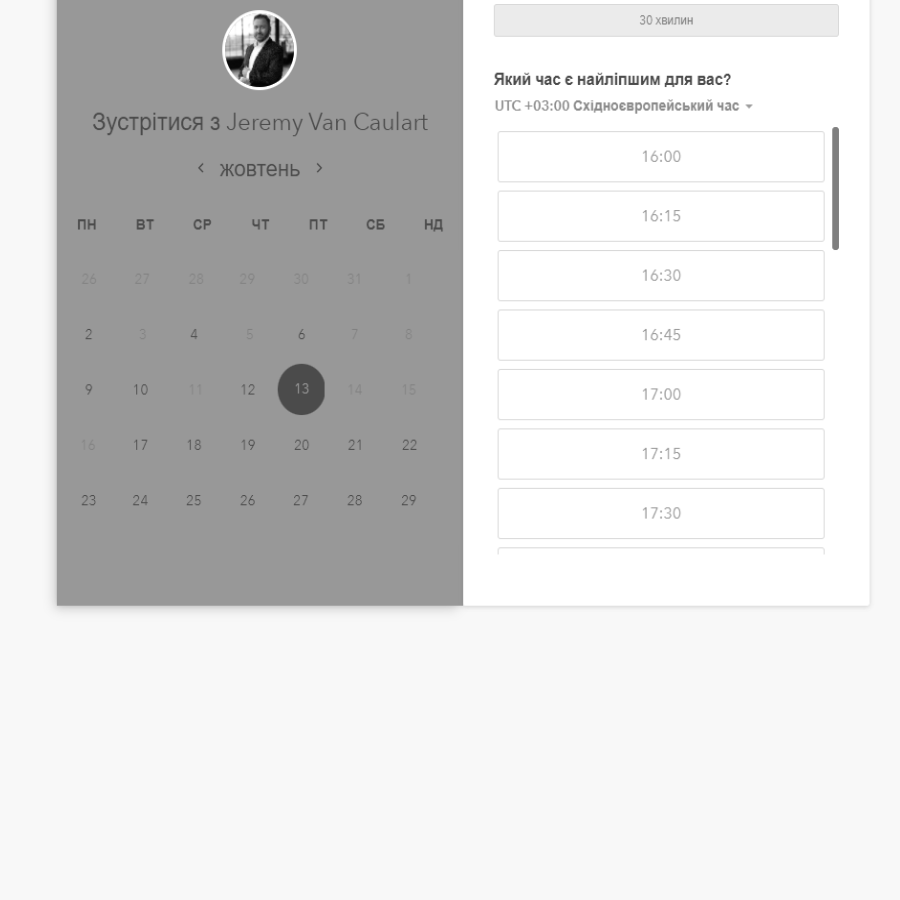 Зустрітися з Jeremy Van Caulart
жовтень
ПН ВТ СР ЧТ ПТ СБ НД
26 27 28 29 30 31 1
2 3 4 5 6 7 8
9 10 11 12 13 14 15
16 17 18 19 20 21 22
23 24 25 26 27 28 29
30 хвилин
Який час є найліпшим для вас?
UTC +03:00 Східноєвропейський час
16:00
16:15
16:30
16:45
17:00
17:15
17:30